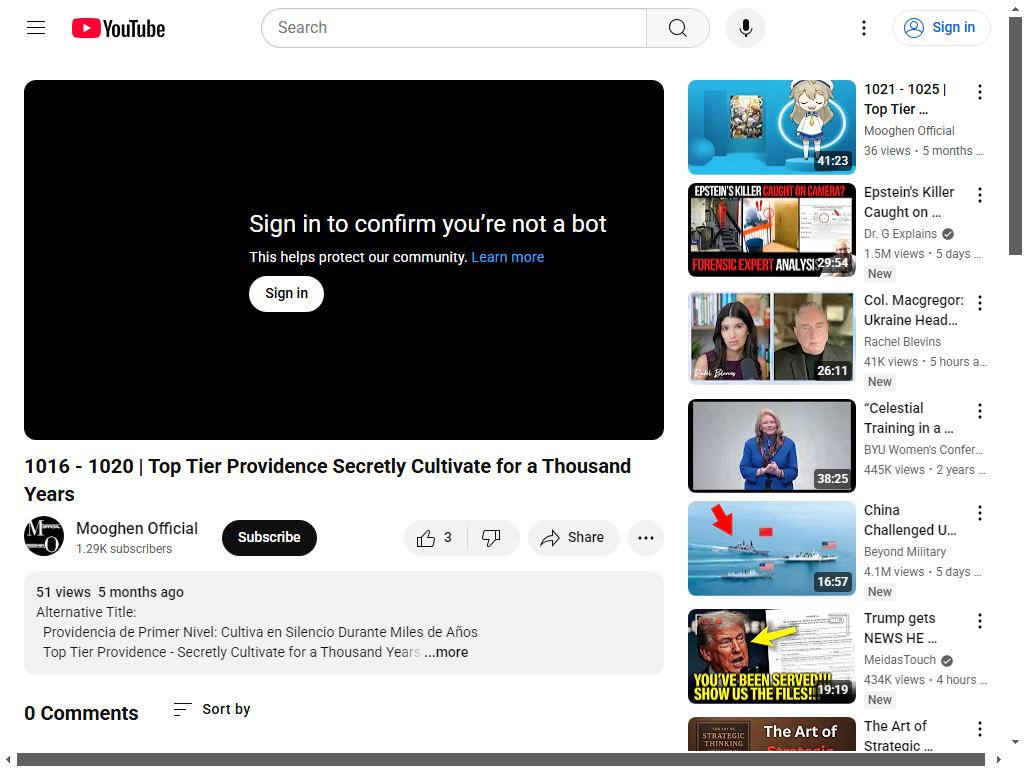 YouTube
Search
Sign in
Sign in to confirm you're not a bot
This helps protect our community. Learn more
Sign in
1016 - 1020 | Top Tier Providence Secretly Cultivate for a Thousand
Years
Mooghen Official
1.29K subscribers
Subscribe
3
Share
51 views 5 months ago
Alternative Title:
Providencia de Primer Nivel: Cultiva en Silencio Durante Miles de Años
Top Tier Providence - Secretly Cultivate for a Thousand Years ...more
0 Comments
Sort by
41:23
1021 - 1025 |
Top Tier ...
Mooghen Official
36 views • 5 months ...
EPSTEIN'S KILLER CAUGHT ON CAMERA?
FORENSIC EXPERT ANALYSIS
29:54
Epstein's Killer
Caught on ...
Dr. G Explains
1.5M views • 5 days ...
New
Rachel Blevins
26:11
Col. Macgregor:
Ukraine Head...
Rachel Blevins
41K views • 5 hours a...
New
38:25
“Celestial
Training in a ...
BYU Women's Confer...
445K views • 2 years ...
16:57
China
Challenged U...
Beyond Military
4.1M views • 5 days ...
New
YOU'VE BEEN SERVED!!!
SHOW US THE FILES!!!
19:19
Trump gets
NEWS HE ...
MeidasTouch
434K views • 4 hours ...
New
THE ART OF
STRATEGIC
THINKING
The Art of
Strategic
The Art of
Strategic ...